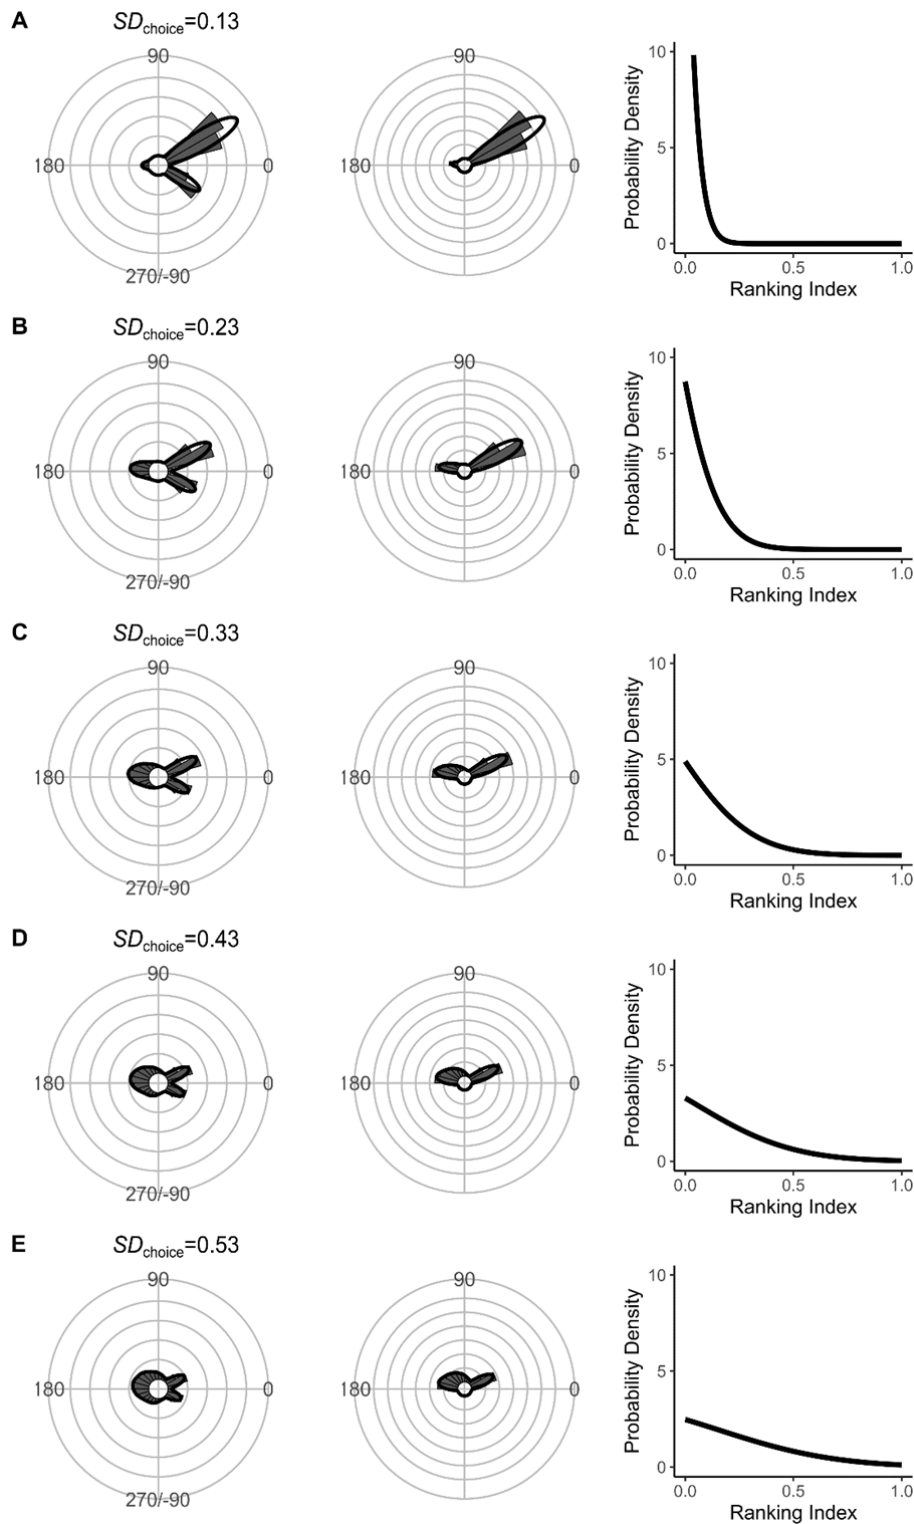 A
SDchoice=0.13
90
180
0
270/-90
90
180
0
10
5
0
Probability Density
0.0 0.5 1.0
Ranking Index
B
SDchoice=0.23
90
180
0
270/-90
90
180
0
10
5
0
Probability Density
0.0 0.5 1.0
Ranking Index
C
SDchoice=0.33
90
180
0
270/-90
90
180
0
10
5
0
Probability Density
0.0 0.5 1.0
Ranking Index
D
SDchoice=0.43
90
180
0
270/-90
90
180
0
10
5
0
Probability Density
0.0 0.5 1.0
Ranking Index
E
SDchoice=0.53
90
180
0
270/-90
90
180
0
10
5
0
Probability Density
0.0 0.5 1.0
Ranking Index